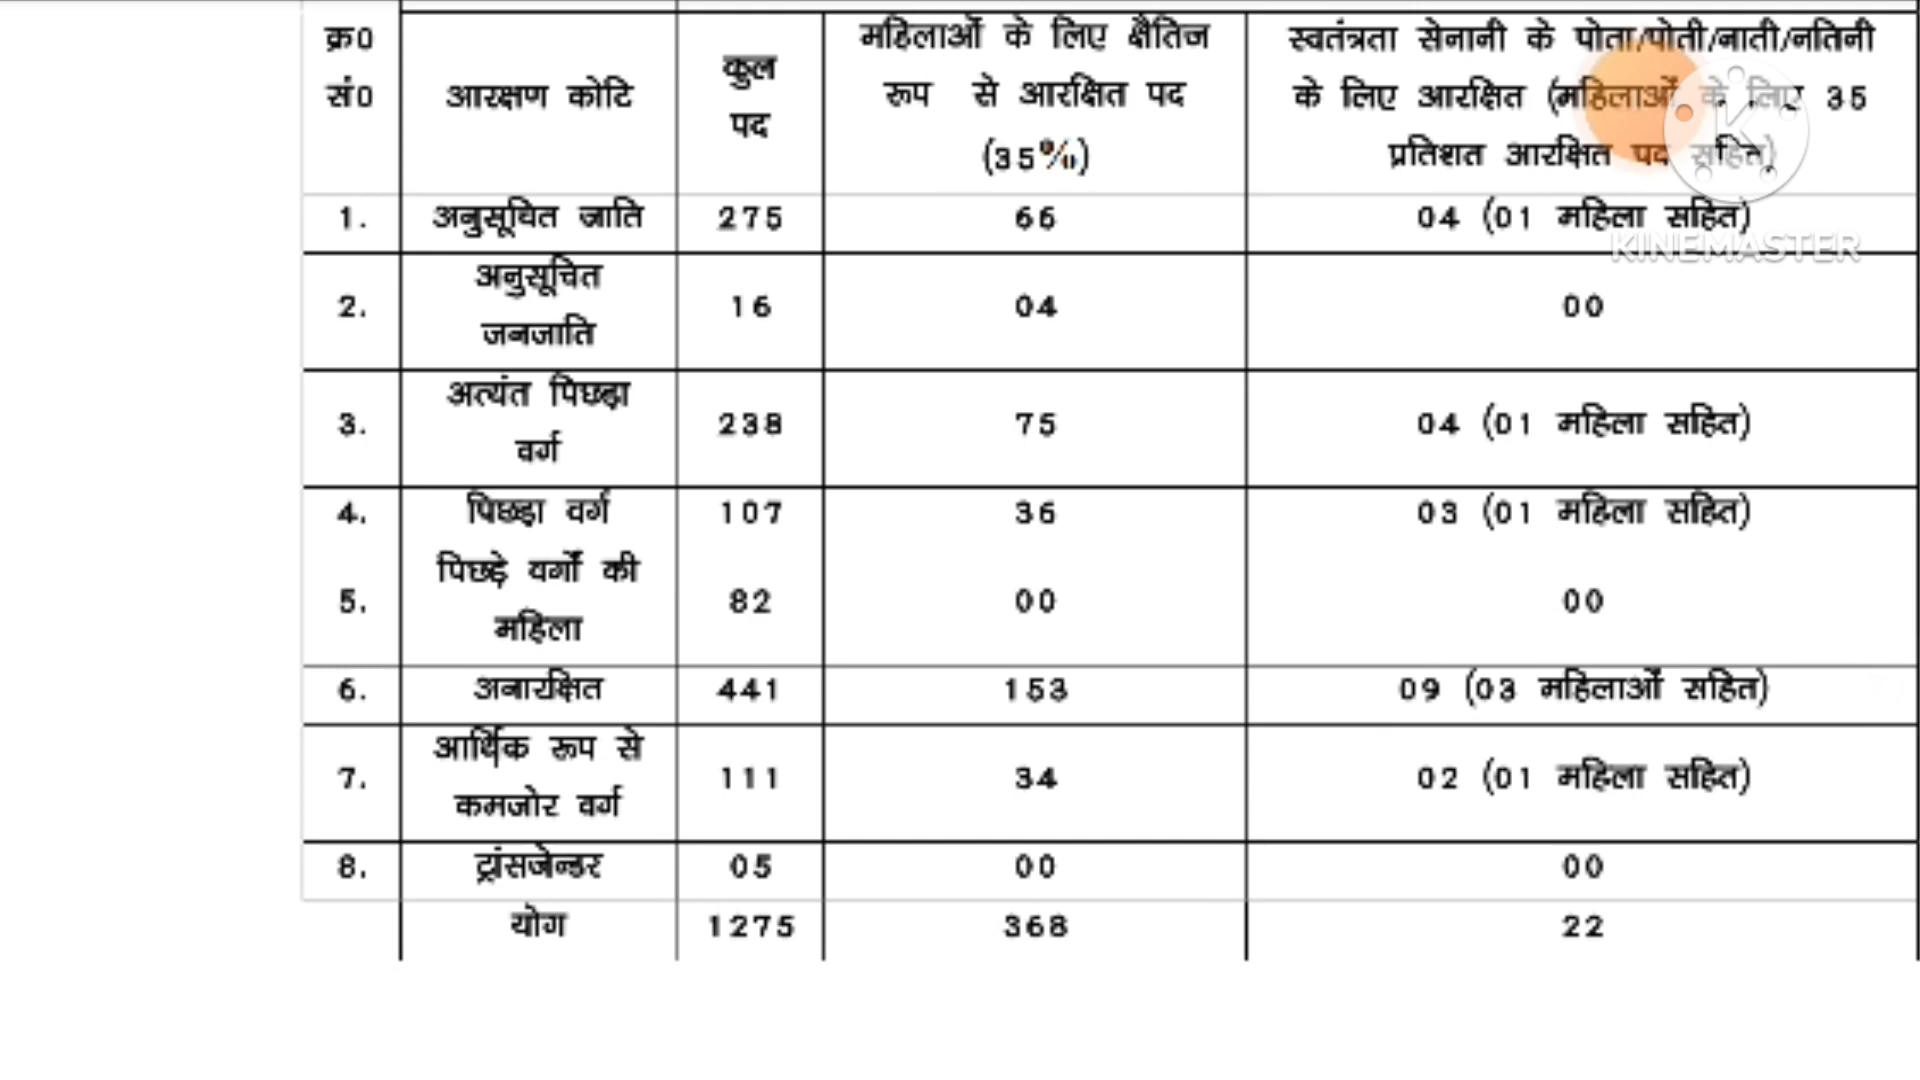 क्र0 सं0 आरक्षण कोटि कुल पद महिलाओं के लिए क्षैतिज रूप से आरक्षित पद (35%) स्वतंत्रता सेनानी के पोता/पोती/नाती/नतिनी के लिए आरक्षित (महिलाओं के लिए 35 प्रतिशत आरक्षित पद सहित)
1. अनुसूचित जाति 275 66 04 (01 महिला सहित)
KINEMASTER
2. अनुसूचित जनजाति 16 04 00
3. अत्यंत पिछड़ा वर्ग 238 75 04 (01 महिला सहित)
4. पिछड़ा वर्ग 107 36 03 (01 महिला सहित)
5. पिछड़े वर्गों की महिला 82 00 00
6. अनारक्षित 441 153 09 (03 महिलाओं सहित)
7. आर्थिक रूप से कमजोर वर्ग 111 34 02 (01 महिला सहित)
8. ट्रांसजेन्डर 05 00 00
योग 1275 368 22